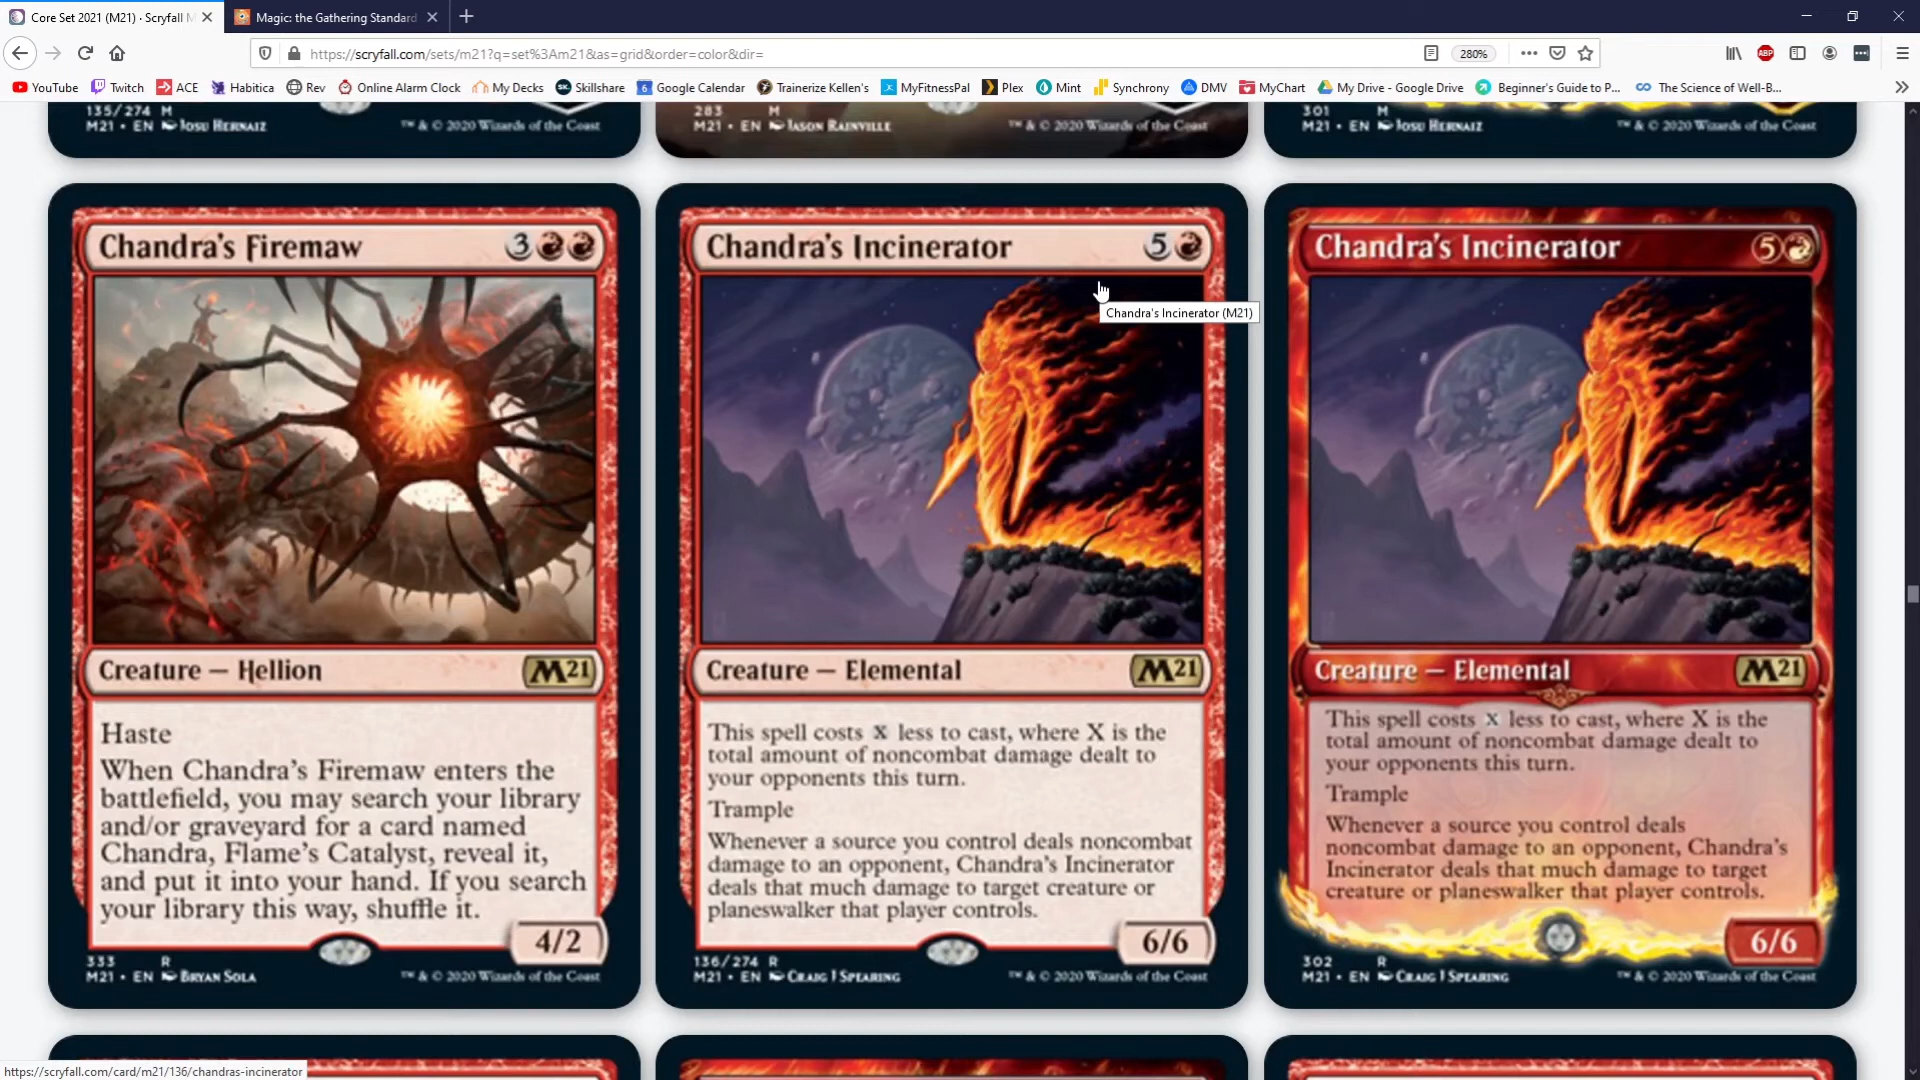 Core Set 2021 (M21) · Scryfall M
Magic: the Gathering Standard
https://scryfall.com/sets/m21?q=set%3Am21&as=grid&order=color&dir=
280%
ABP
YouTube
Twitch
ACE
Habitica
Rev
Online Alarm Clock
My Decks
Skillshare
Google Calendar
Trainerize Kellen's
MyFitnessPal
Plex
Mint
Synchrony
DMV
MyChart
My Drive - Google Drive
Beginner's Guide to P...
The Science of Well-B...
135/274 M
M21 • EN Josu Hernaiz
™ & © 2020 Wizards of the Coast
283 M
M21 • EN Jason Rainville
™ & © 2020 Wizards of the Coast
301 M
M21 • EN Josu Hernaiz
™ & © 2020 Wizards of the Coast
Chandra's Firemaw 3
Creature — Hellion M21
Haste
When Chandra's Firemaw enters the
battlefield, you may search your library
and/or graveyard for a card named
Chandra, Flame's Catalyst, reveal it,
and put it into your hand. If you search
your library this way, shuffle it.
4/2
333 R
M21 • EN Bryan Sola
™ & © 2020 Wizards of the Coast
Chandra's Incinerator 5
Chandra's Incinerator (M21)
Creature — Elemental M21
This spell costs X less to cast, where X is the
total amount of noncombat damage dealt to
your opponents this turn.
Trample
Whenever a source you control deals noncombat
damage to an opponent, Chandra's Incinerator
deals that much damage to target creature or
planeswalker that player controls.
6/6
136/274 R
M21 • EN Craig J Spearing
™ & © 2020 Wizards of the Coast
Chandra's Incinerator 5
Creature — Elemental M21
This spell costs X less to cast, where X is the
total amount of noncombat damage dealt to
your opponents this turn.
Trample
Whenever a source you control deals
noncombat damage to an opponent, Chandra's
Incinerator deals that much damage to target
creature or planeswalker that player controls.
6/6
302 R
M21 • EN Craig J Spearing
™ & © 2020 Wizards of the Coast
https://scryfall.com/card/m21/136/chandras-incinerator